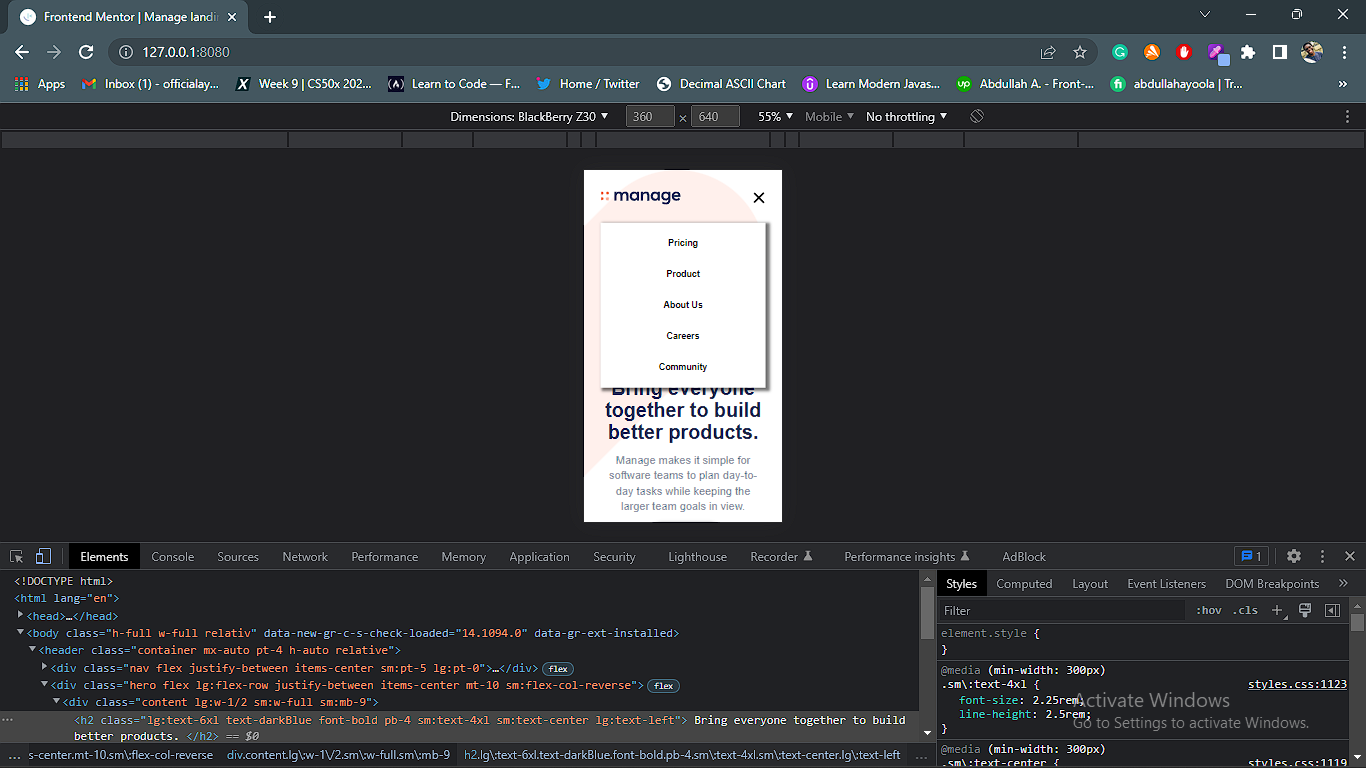 Frontend Mentor | Manage landi
127.0.0.1:8080
Apps
Inbox (1) - officialay...
Week 9 | CS50x 202...
Learn to Code — F...
Home / Twitter
Decimal ASCII Chart
Learn Modern Javas...
up Abdullah A. - Front-...
fi abdullahayoola | Tr...
Dimensions: BlackBerry Z30 ▼ 360 × 640 55% ▼ Mobile ▼ No throttling ▼
manage
Pricing
Product
About Us
Careers
Community
Bring everyone
together to build
better products.
Manage makes it simple for
software teams to plan day-to-
day tasks while keeping the
larger team goals in view.
Elements Console Sources Network Performance Memory Application Security Lighthouse Recorder Performance insights AdBlock 1
<!DOCTYPE html>
<html lang="en">
▶<head>…</head>
▼<body class="h-full w-full relativ" data-new-gr-c-s-check-loaded="14.1094.0" data-gr-ext-installed>
▼<header class="container mx-auto pt-4 h-auto relative">
▶<div class="nav flex justify-between items-center sm:pt-5 lg:pt-0">…</div> flex
▼<div class="hero flex lg:flex-row justify-between items-center mt-10 sm:flex-col-reverse"> flex
▼<div class="content lg:w-1/2 sm:w-full sm:mb-9">
<h2 class="lg:text-6xl text-darkBlue font-bold pb-4 sm:text-4xl sm:text-center lg:text-left"> Bring everyone together to build
better products. </h2> == $0
... s-center.mt-10.sm\:flex-col-reverse div.content.lg\:w-1\/2.sm\:w-full.sm\:mb-9 h2.lg\:text-6xl.text-darkBlue.font-bold.pb-4.sm\:text-4xl.sm\:text-center.lg\:text-left ...
Styles Computed Layout Event Listeners DOM Breakpoints »
Filter :hov .cls +
element.style {
}
@media (min-width: 300px)
.sm\:text-4xl { styles.css:1123
font-size: 2.25rem;
line-height: 2.5rem;
}
@media (min-width: 300px)
.sm\:text-center { styles.css:1119
Activate Windows
Go to Settings to activate Windows.